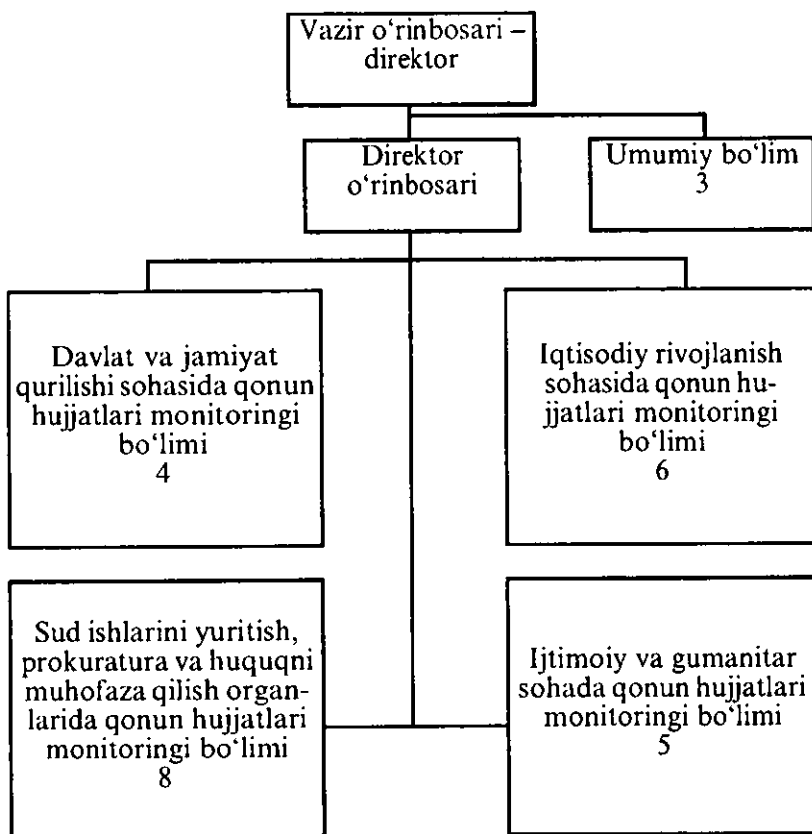 Vazir o‘rinbosari –
direktor
Direktor
o‘rinbosari
Umumiy bo‘lim
3
Davlat va jamiyat
qurilishi sohasida qonun
hujjatlari monitoringi
bo‘limi
4
Iqtisodiy rivojlanish
sohasida qonun hu-
jjatlari monitoringi
bo‘limi
6
Sud ishlarini yuritish,
prokuratura va huquqni
muhofaza qilish organ-
larida qonun hujjatlari
monitoringi bo‘limi
8
Ijtimoiy va gumanitar
sohada qonun hujjatlari
monitoringi bo‘limi
5